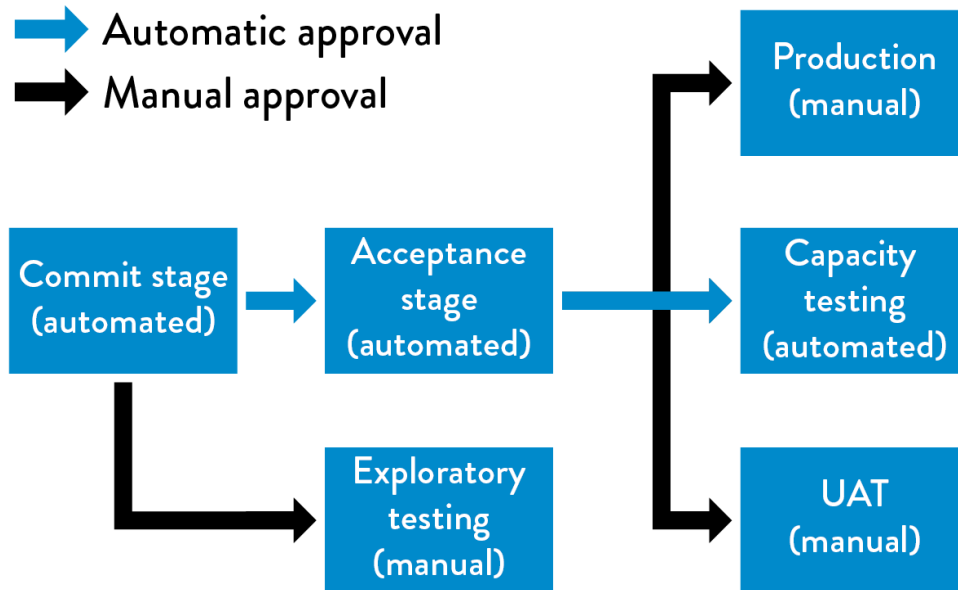 Automatic approval
Manual approval
Production
(manual)
Commit stage
(automated)
Acceptance
stage
(automated)
Capacity
testing
(automated)
Exploratory
testing
(manual)
UAT
(manual)